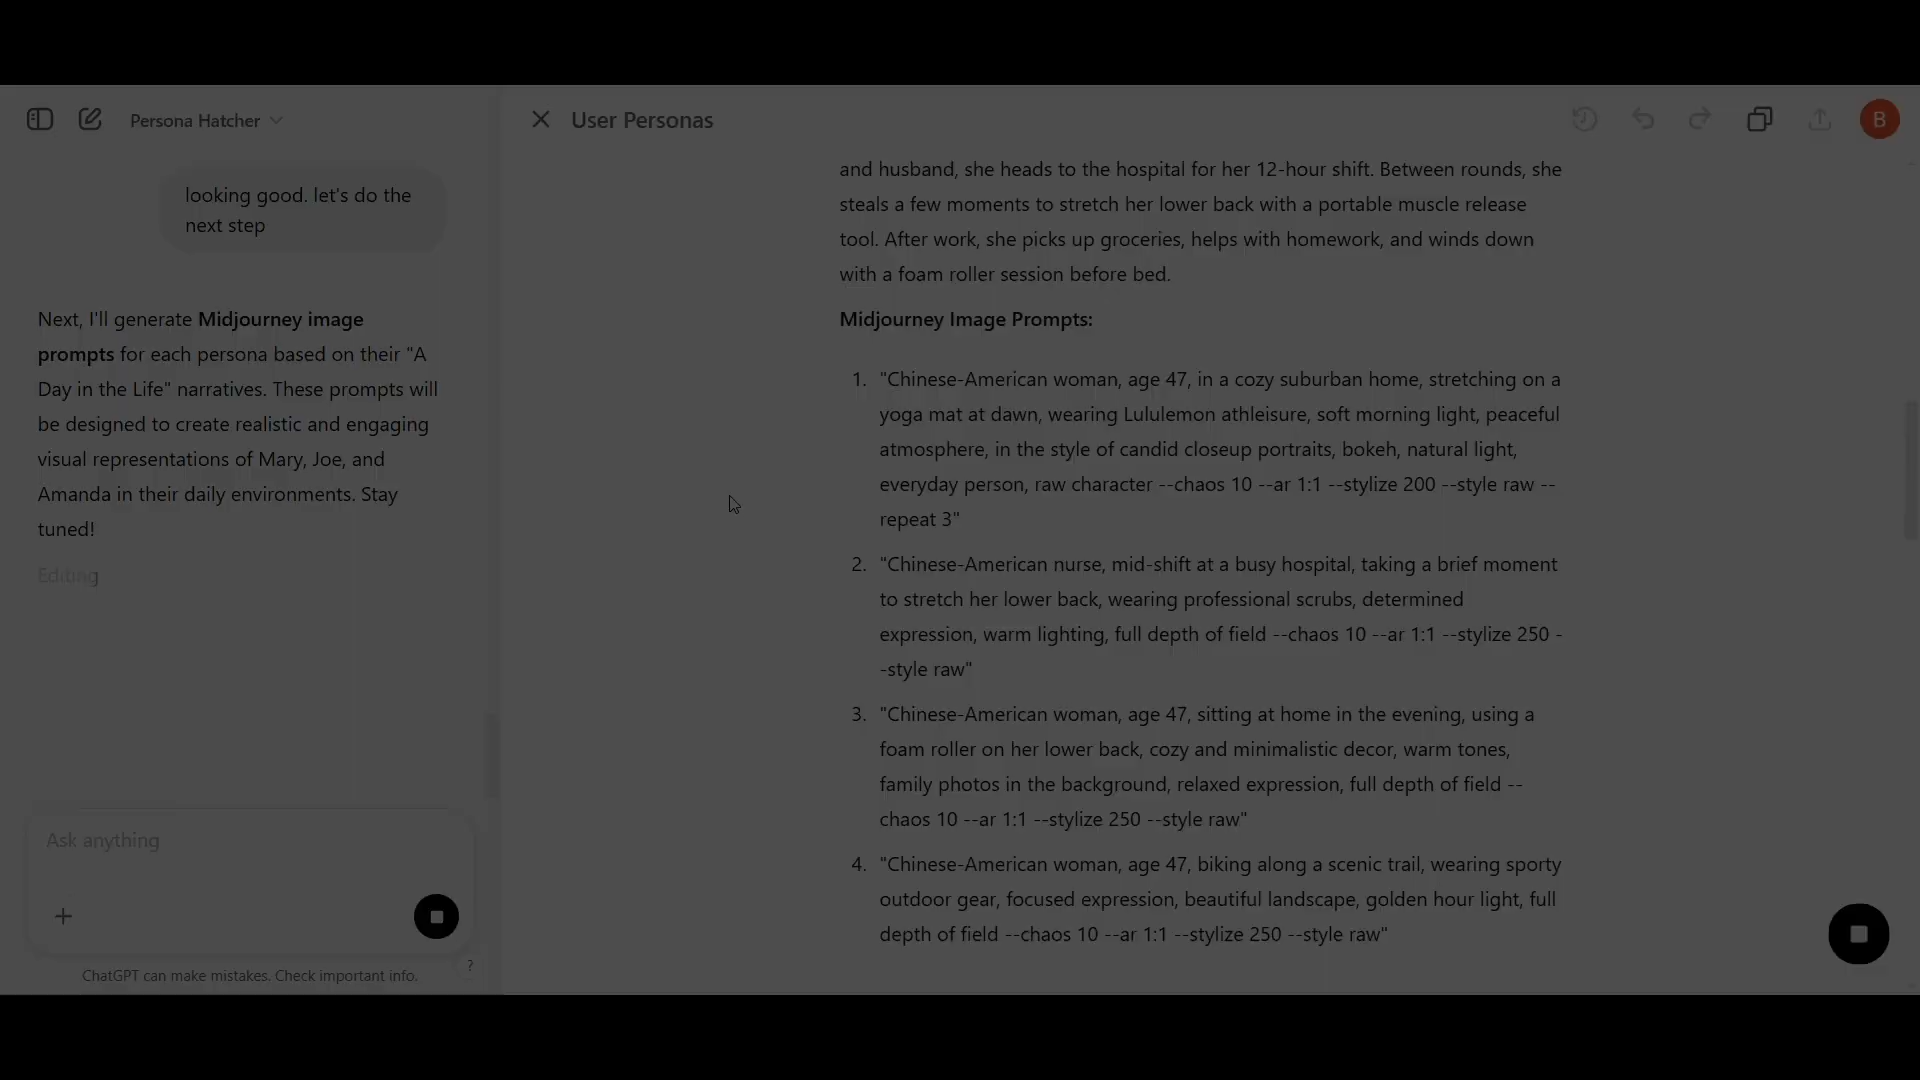 Persona Hatcher
looking good. let's do the
next step
Next, I'll generate Midjourney image
prompts for each persona based on their "A
Day in the Life" narratives. These prompts will
be designed to create realistic and engaging
visual representations of Mary, Joe, and
Amanda in their daily environments. Stay
tuned!
Editing
Ask anything
ChatGPT can make mistakes. Check important info.
?
User Personas
B
and husband, she heads to the hospital for her 12-hour shift. Between rounds, she
steals a few moments to stretch her lower back with a portable muscle release
tool. After work, she picks up groceries, helps with homework, and winds down
with a foam roller session before bed.
Midjourney Image Prompts:
1. "Chinese-American woman, age 47, in a cozy suburban home, stretching on a
yoga mat at dawn, wearing Lululemon athleisure, soft morning light, peaceful
atmosphere, in the style of candid closeup portraits, bokeh, natural light,
everyday person, raw character --chaos 10 --ar 1:1 --stylize 200 --style raw --
repeat 3"
2. "Chinese-American nurse, mid-shift at a busy hospital, taking a brief moment
to stretch her lower back, wearing professional scrubs, determined
expression, warm lighting, full depth of field --chaos 10 --ar 1:1 --stylize 250 -
-style raw"
3. "Chinese-American woman, age 47, sitting at home in the evening, using a
foam roller on her lower back, cozy and minimalistic decor, warm tones,
family photos in the background, relaxed expression, full depth of field --
chaos 10 --ar 1:1 --stylize 250 --style raw"
4. "Chinese-American woman, age 47, biking along a scenic trail, wearing sporty
outdoor gear, focused expression, beautiful landscape, golden hour light, full
depth of field --chaos 10 --ar 1:1 --stylize 250 --style raw"